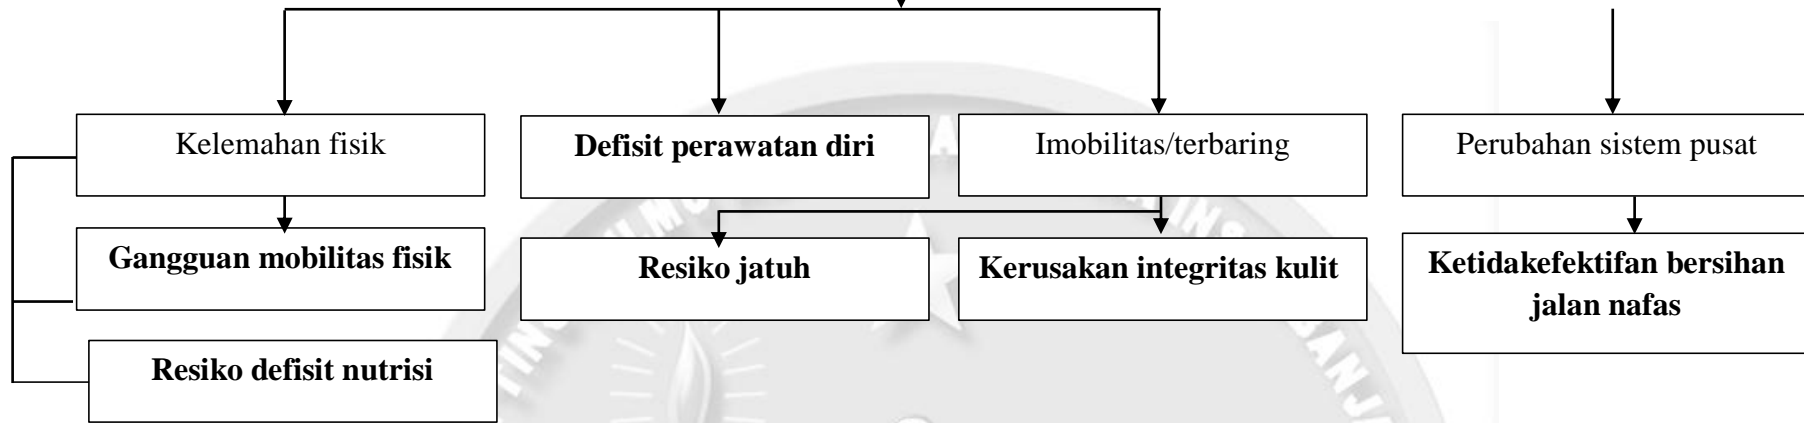 Kelemahan fisik
Defisit perawatan diri
Imobilitas/terbaring
Perubahan sistem pusat
Gangguan mobilitas fisik
Resiko jatuh
Kerusakan integritas kulit
Ketidakefektifan bersihan
jalan nafas
Resiko defisit nutrisi